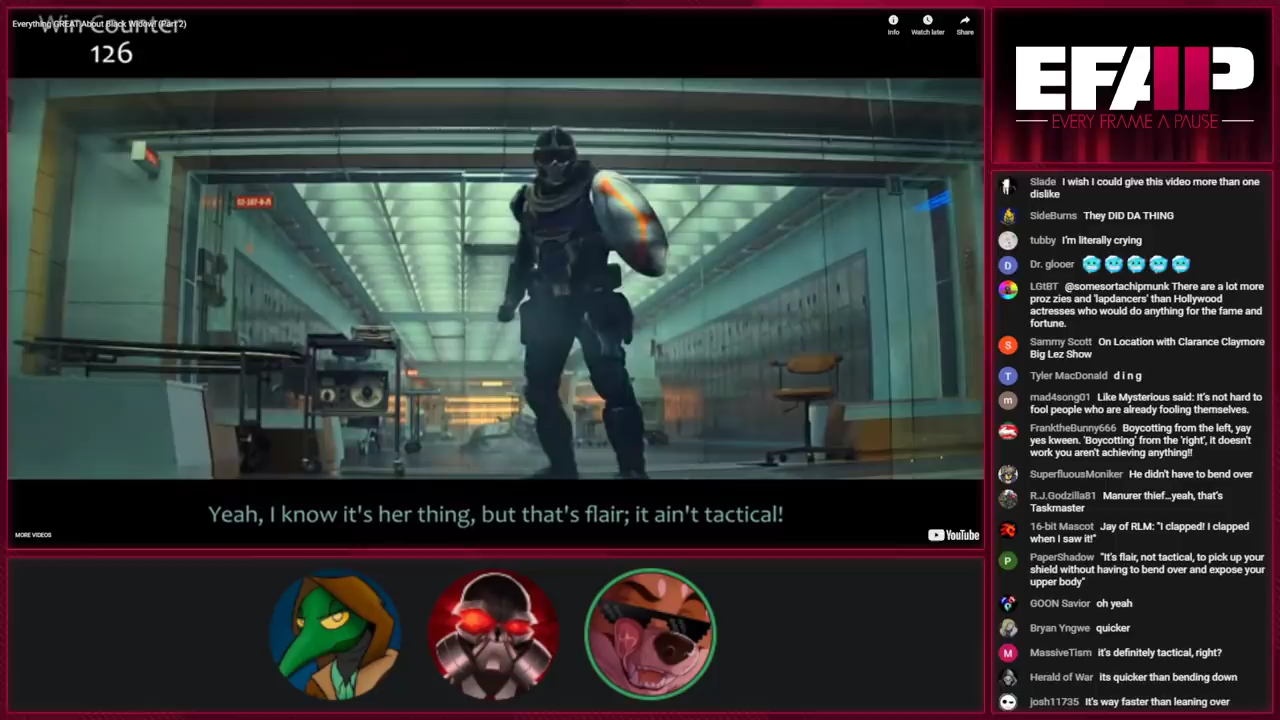 Everything GREAT About Black Widow! (Part 2)
Win Counter
126
Info
Watch later
Share
Yeah, I know it's her thing, but that's flair; it ain't tactical!
MORE VIDEOS
YouTube
EFAP
EVERY FRAME A PAUSE
Slade I wish I could give this video more than one
dislike
SideBurns They DID DA THING
tubby I'm literally crying
D Dr. glooer 🥶🥶🥶🥶🥶
LGtBT @somesortachipmunk There are a lot more
proz zies and 'lapdancers' than Hollywood
actresses who would do anything for the fame and
fortune.
S Sammy Scott On Location with Clarance Claymore
Big Lez Show
T Tyler MacDonald d i n g
m mad4song01 Like Mysterious said: It's not hard to
fool people who are already fooling themselves.
FranktheBunny666 Boycotting from the left, yay
yes kween. 'Boycotting' from the 'right', it doesn't
work you aren't achieving anything!!
SuperfluousMoniker He didn't have to bend over
R.J.Godzilla81 Manurer thief...yeah, that's
Taskmaster
16-bit Mascot Jay of RLM: "I clapped! I clapped
when I saw it!"
P PaperShadow "It's flair, not tactical, to pick up your
shield without having to bend over and expose your
upper body"
GOON Savior oh yeah
Bryan Yngwe quicker
M MassiveTism it's definitely tactical, right?
Herald of War its quicker than bending down
josh11735 It's way faster than leaning over